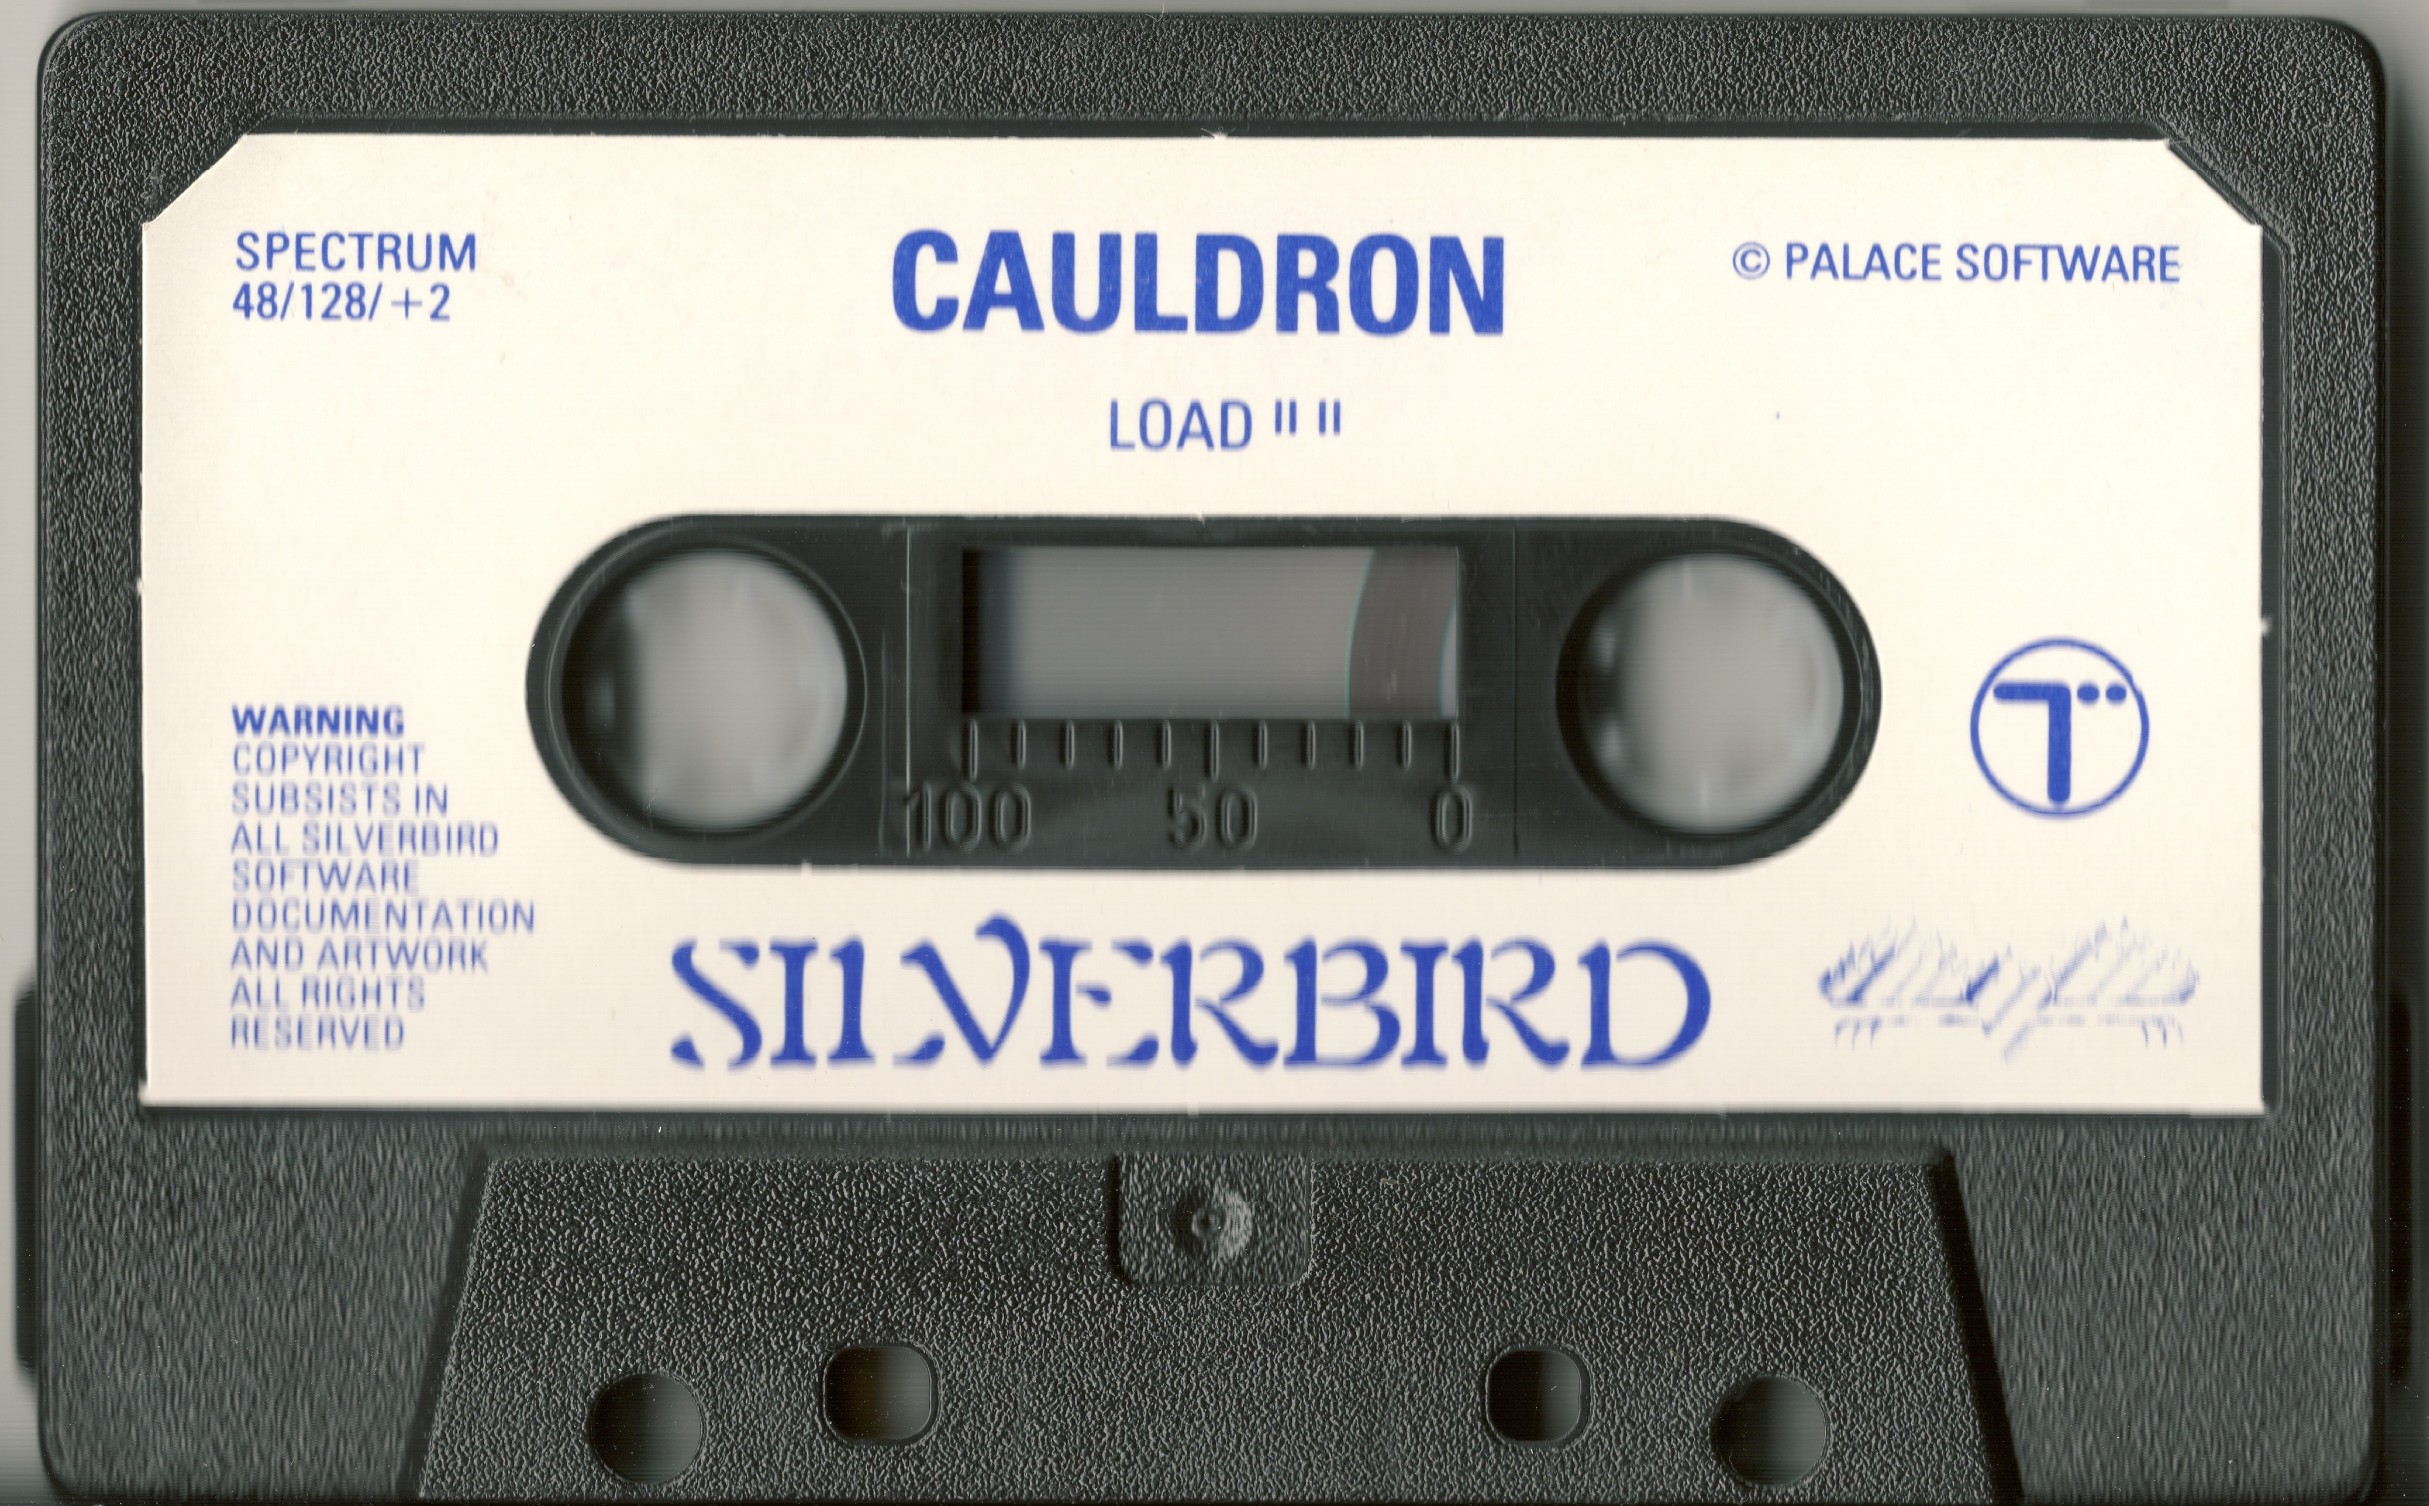 SPECTRUM
48/128/+2
CAULDRON
© PALACE SOFTWARE
LOAD " "
100 50 0
WARNING
COPYRIGHT
SUBSISTS IN
ALL SILVERBIRD
SOFTWARE
DOCUMENTATION
AND ARTWORK
ALL RIGHTS
RESERVED
T
SILVERBIRD